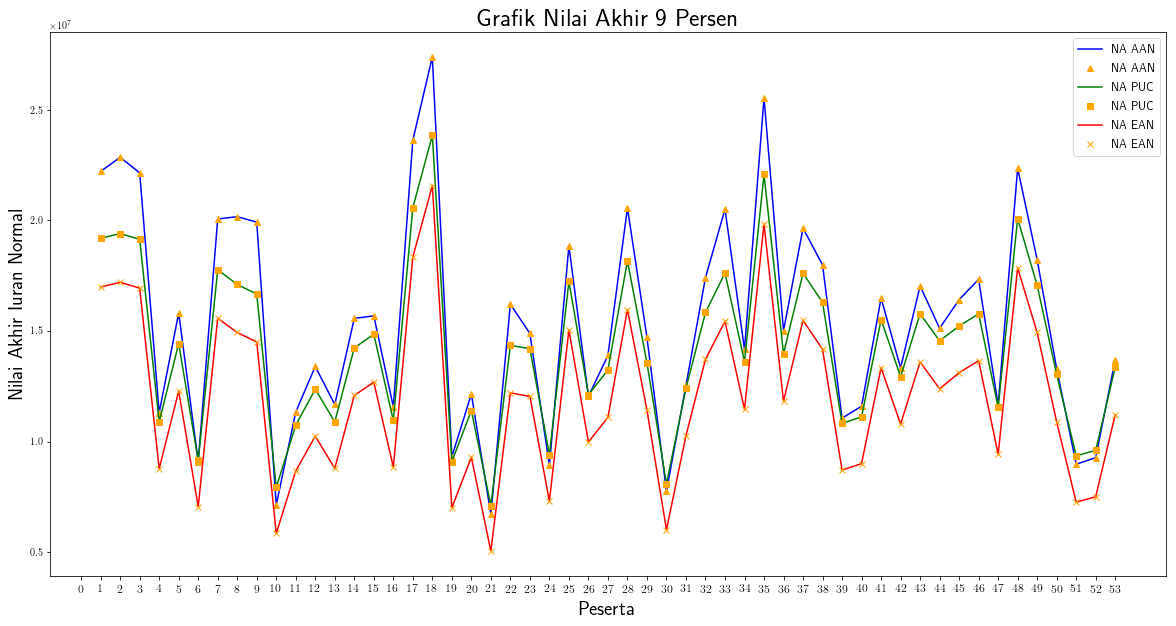 Grafik Nilai Akhir 9 Persen
×10⁷
NA AAN
NA AAN
NA PUC
NA PUC
NA EAN
NA EAN
2.5
2.0
1.5
1.0
0.5
Nilai Akhir Iuran Normal
0 1 2 3 4 5 6 7 8 9 10 11 12 13 14 15 16 17 18 19 20 21 22 23 24 25 26 27 28 29 30 31 32 33 34 35 36 37 38 39 40 41 42 43 44 45 46 47 48 49 50 51 52 53
Peserta